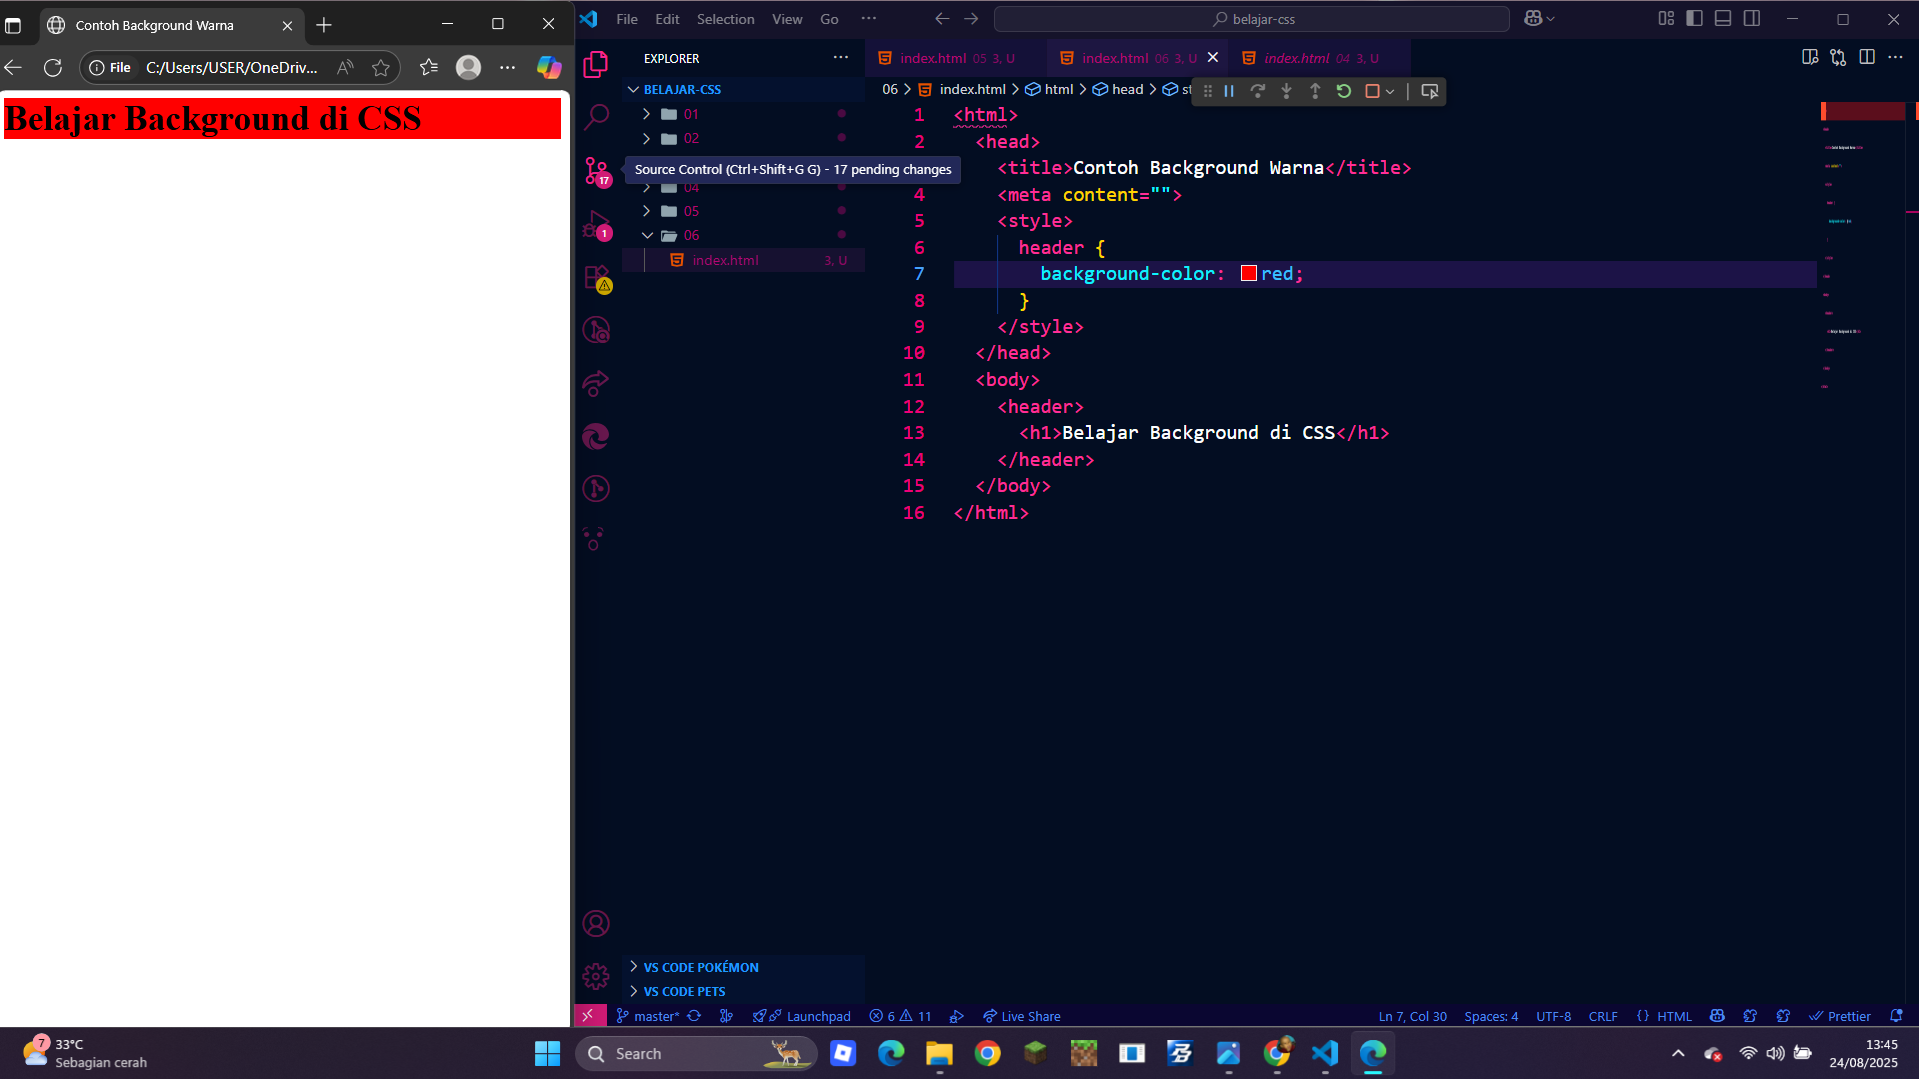 Contoh Background Warna
File C:/Users/USER/OneDriv...
Belajar Background di CSS
File Edit Selection View Go ...
belajar-css
EXPLORER
BELAJAR-CSS
01
02
Source Control (Ctrl+Shift+G G) - 17 pending changes
04
05
06
index.html 3, U
17
1
VS CODE POKÉMON
VS CODE PETS
index.html 05 3, U
index.html 06 3, U
index.html 04 3, U
06 > index.html > html > head > st
1 <html>
2 <head>
<title>Contoh Background Warna</title>
4 <meta content="">
5 <style>
6 header {
7 background-color: red;
8 }
9 </style>
10 </head>
11 <body>
12 <header>
13 <h1>Belajar Background di CSS</h1>
14 </header>
15 </body>
16 </html>
master* Launchpad 6 11 Live Share Ln 7, Col 30 Spaces: 4 UTF-8 CRLF {} HTML Prettier
7 33°C
Sebagian cerah
Search
13:45
24/08/2025